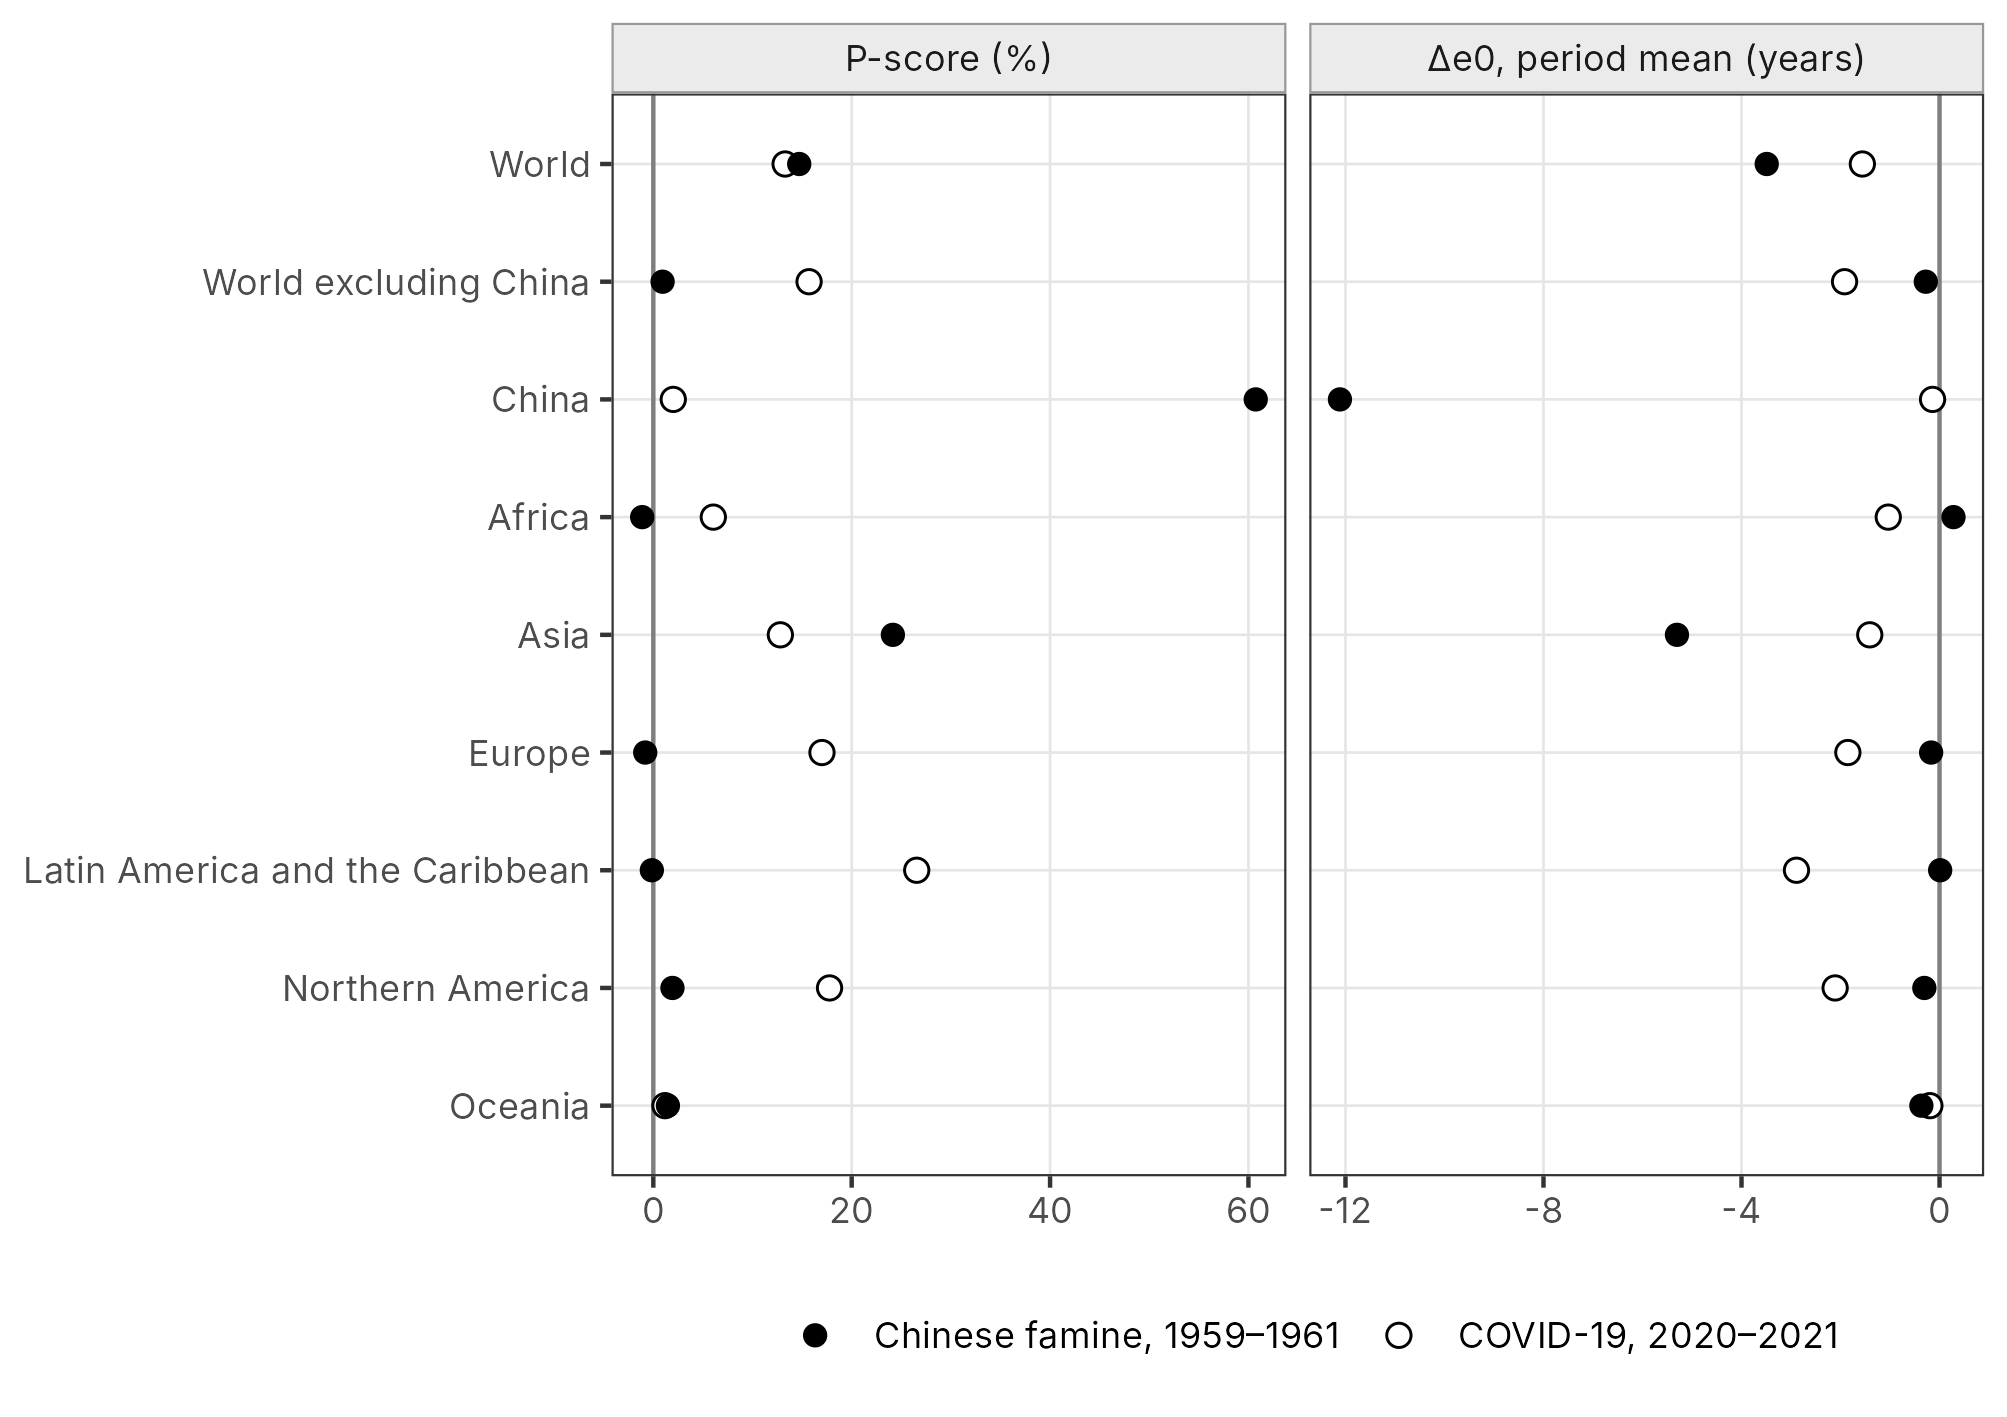 P-score (%)
Δe0, period mean (years)
World
World excluding China
China
Africa
Asia
Europe
Latin America and the Caribbean
Northern America
Oceania
0 20 40 60
-12 -8 -4 0
Chinese famine, 1959–1961
COVID-19, 2020–2021